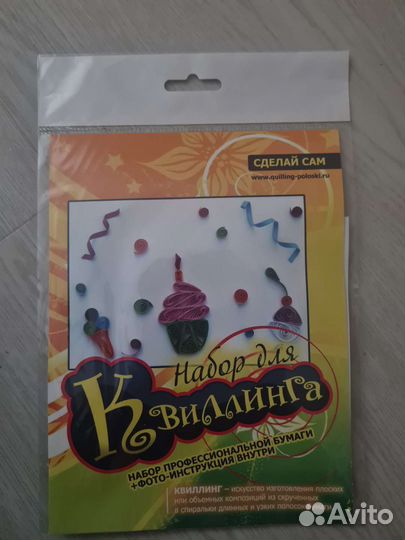 СДЕЛАЙ САМ
www.quilling-poloski.ru
Набор для
Квиллинга
НАБОР ПРОФЕССИОНАЛЬНОЙ БУМАГИ
+ФОТО-ИНСТРУКЦИЯ ВНУТРИ
КВИЛЛИНГ – искусство изготовления плоских
или объемных композиций из скрученных
в спиральки длинных и узких полосок
Avito